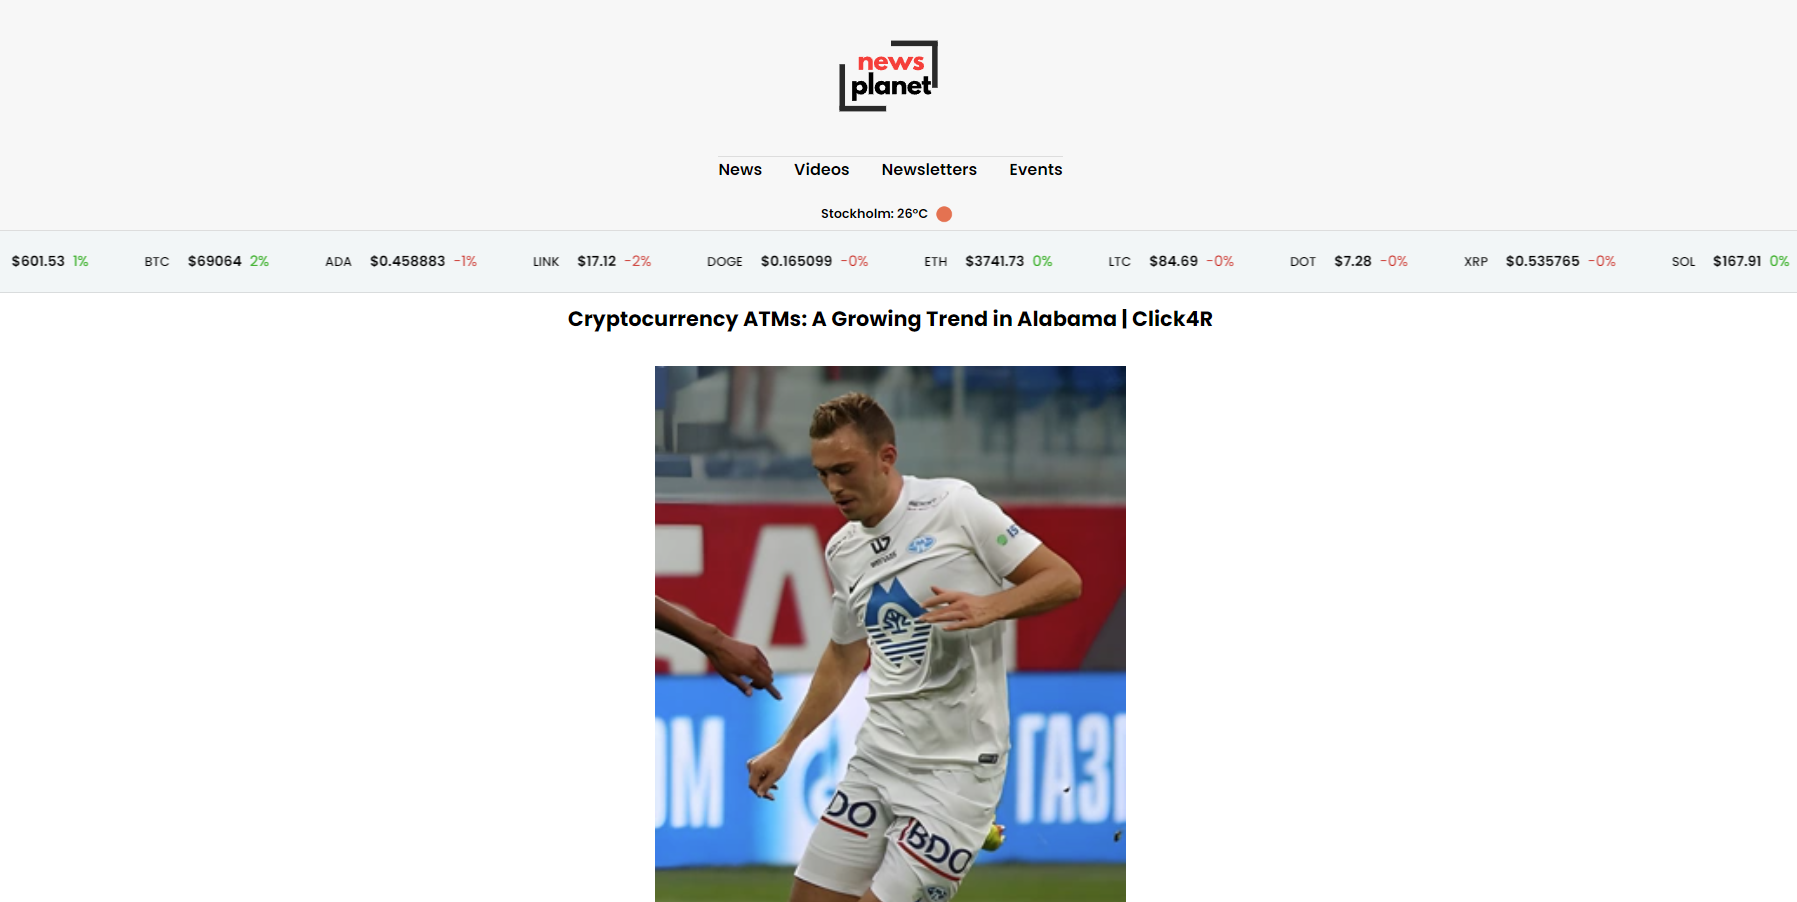 news
planet
News Videos Newsletters Events
Stockholm: 26°C
$601.53 1% BTC $69064 2% ADA $0.458883 -1% LINK $17.12 -2% DOGE $0.165099 -0% ETH $3741.73 0% LTC $84.69 -0% DOT $7.28 -0% XRP $0.535765 -0% SOL $167.91 0%
Cryptocurrency ATMs: A Growing Trend in Alabama | Click4R
ОМ ГАЗ
BDO